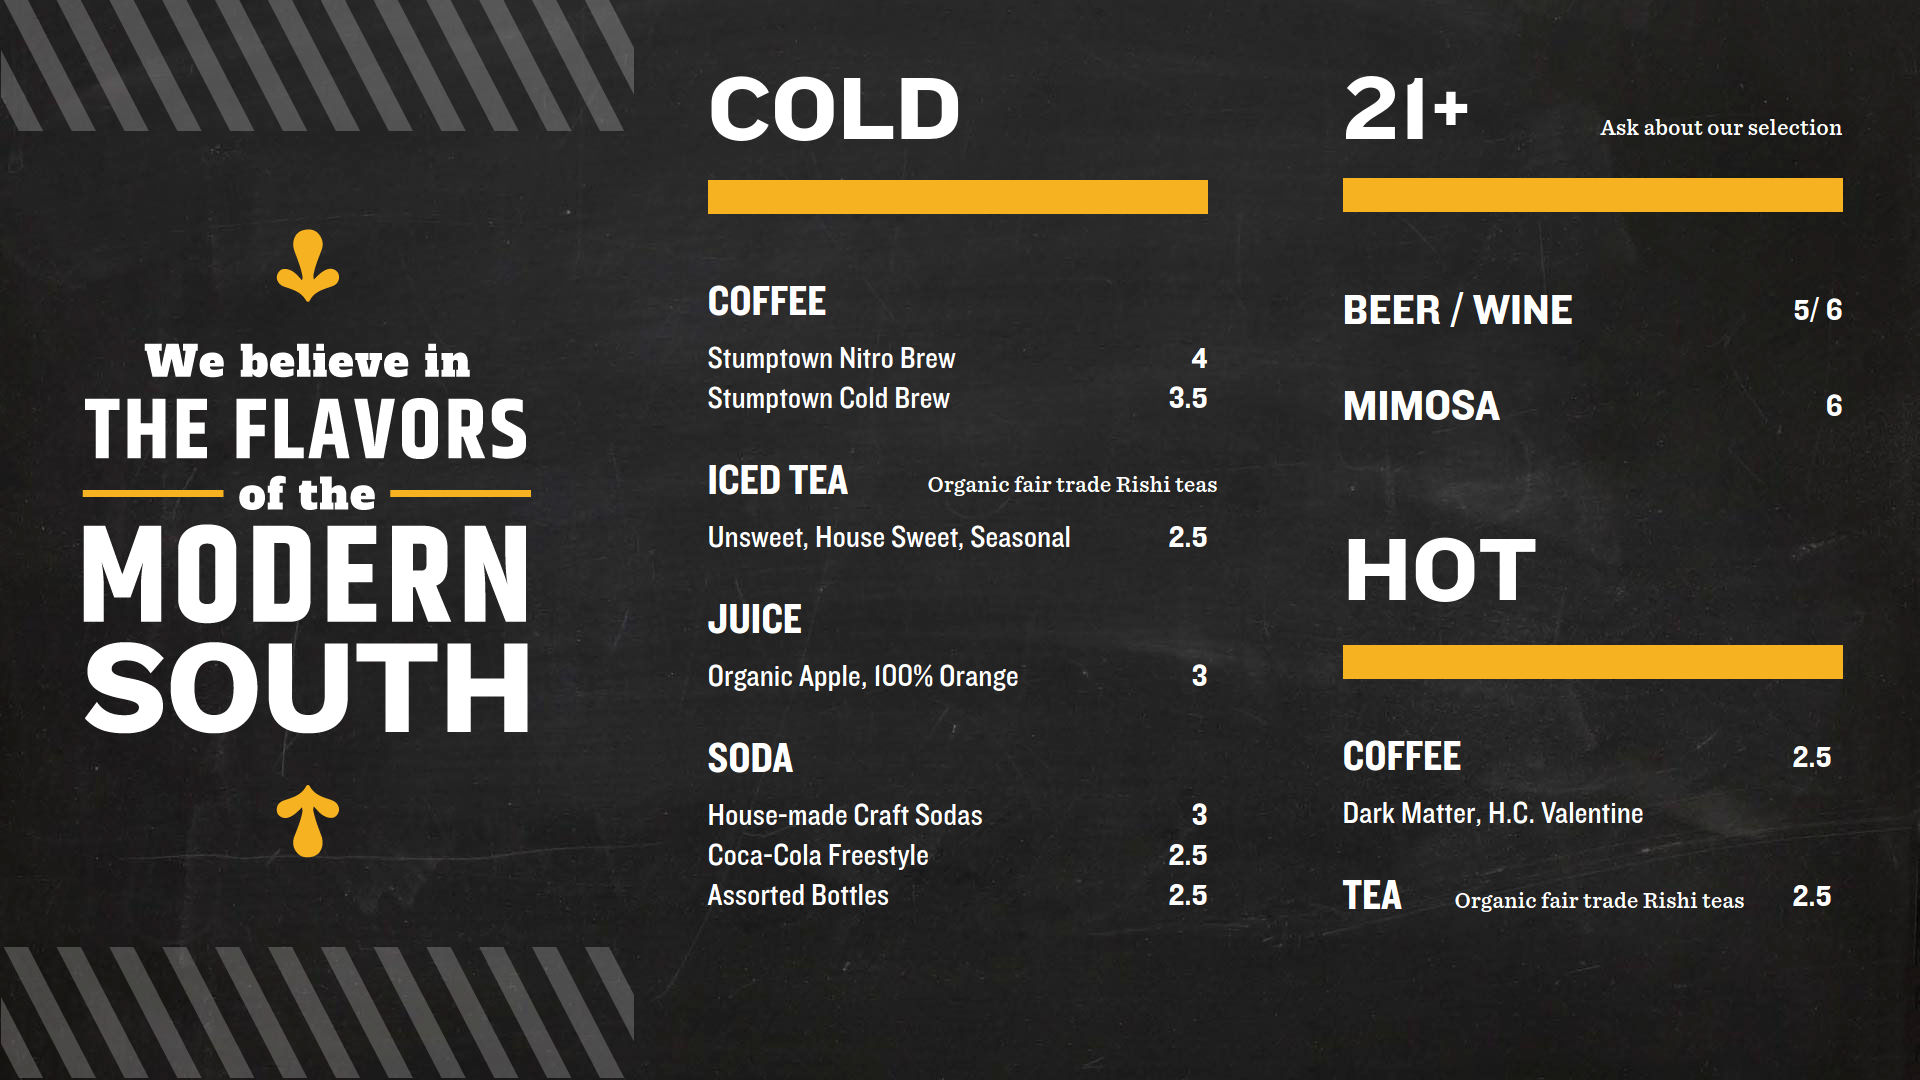 We believe in
THE FLAVORS
of the
MODERN
SOUTH
COLD
COFFEE
Stumptown Nitro Brew 4
Stumptown Cold Brew 3.5
ICED TEA Organic fair trade Rishi teas
Unsweet, House Sweet, Seasonal 2.5
JUICE
Organic Apple, 100% Orange 3
SODA
House-made Craft Sodas 3
Coca-Cola Freestyle 2.5
Assorted Bottles 2.5
21+ Ask about our selection
BEER / WINE 5/ 6
MIMOSA 6
HOT
COFFEE 2.5
Dark Matter, H.C. Valentine
TEA Organic fair trade Rishi teas 2.5